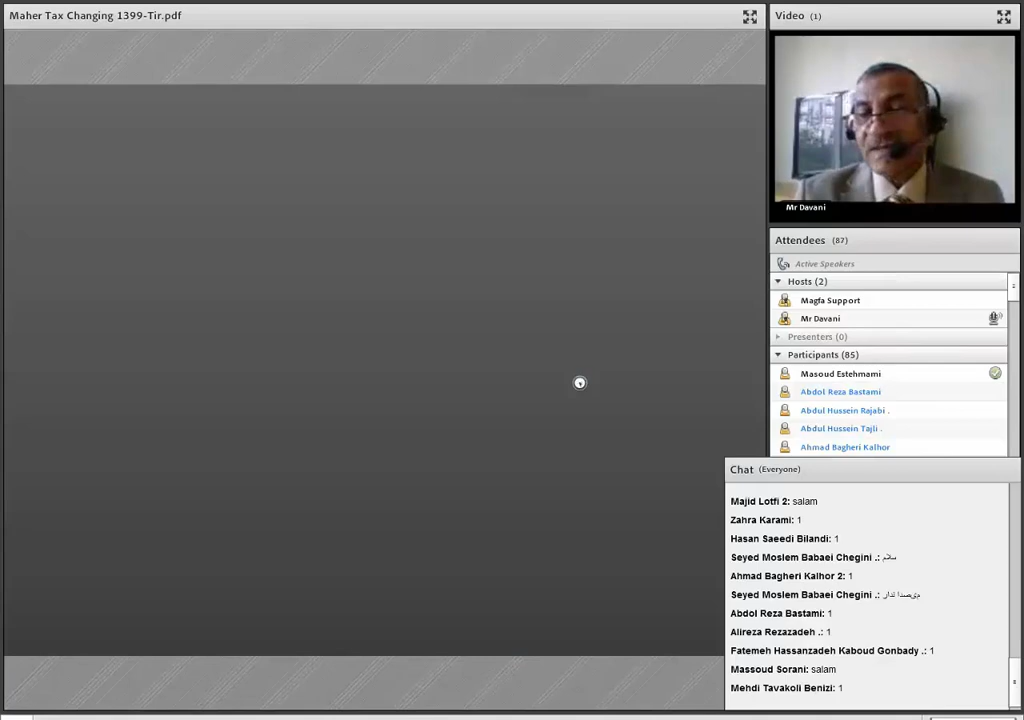 Maher Tax Changing 1399-Tir.pdf
Video (1)
Mr Davani
Attendees (87)
Active Speakers
Hosts (2)
Magfa Support
Mr Davani
Presenters (0)
Participants (85)
Masoud Estehmami
Abdol Reza Bastami
Abdul Hussein Rajabi .
Abdul Hussein Tajli .
Ahmad Bagheri Kalhor
Chat (Everyone)
Majid Lotfi 2: salam
Zahra Karami: 1
Hasan Saeedi Bilandi: 1
Seyed Moslem Babaei Chegini .: سلام
Ahmad Bagheri Kalhor 2: 1
Seyed Moslem Babaei Chegini .:
Abdol Reza Bastami: 1
Alireza Rezazadeh .: 1
Fatemeh Hassanzadeh Kaboud Gonbady .: 1
Massoud Sorani: salam
Mehdi Tavakoli Benizi: 1